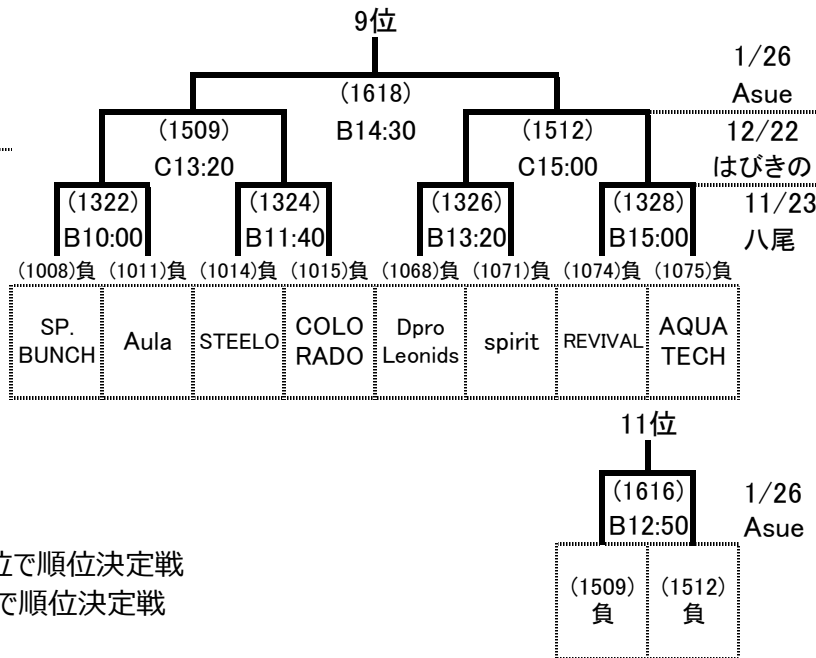 9位
1/26
(1618)
Asue
(1509)
B14:30
(1512)
12/22
C13:20
C15:00
はびきの
(1322)
(1324)
(1326)
(1328)
11/23
B10:00
B11:40
B13:20
B15:00
八尾
(1008)負 (1011)負 (1014)負 (1015)負 (1068)負 (1071)負 (1074)負 (1075)負
SP.
BUNCH
Aula
STEELO
COLO
RADO
Dpro
Leonids
spirit
REVIVAL
AQUA
TECH
11位
(1616)
1/26
B12:50
Asue
位で順位決定戦
で順位決定戦
(1509)
負
(1512)
負